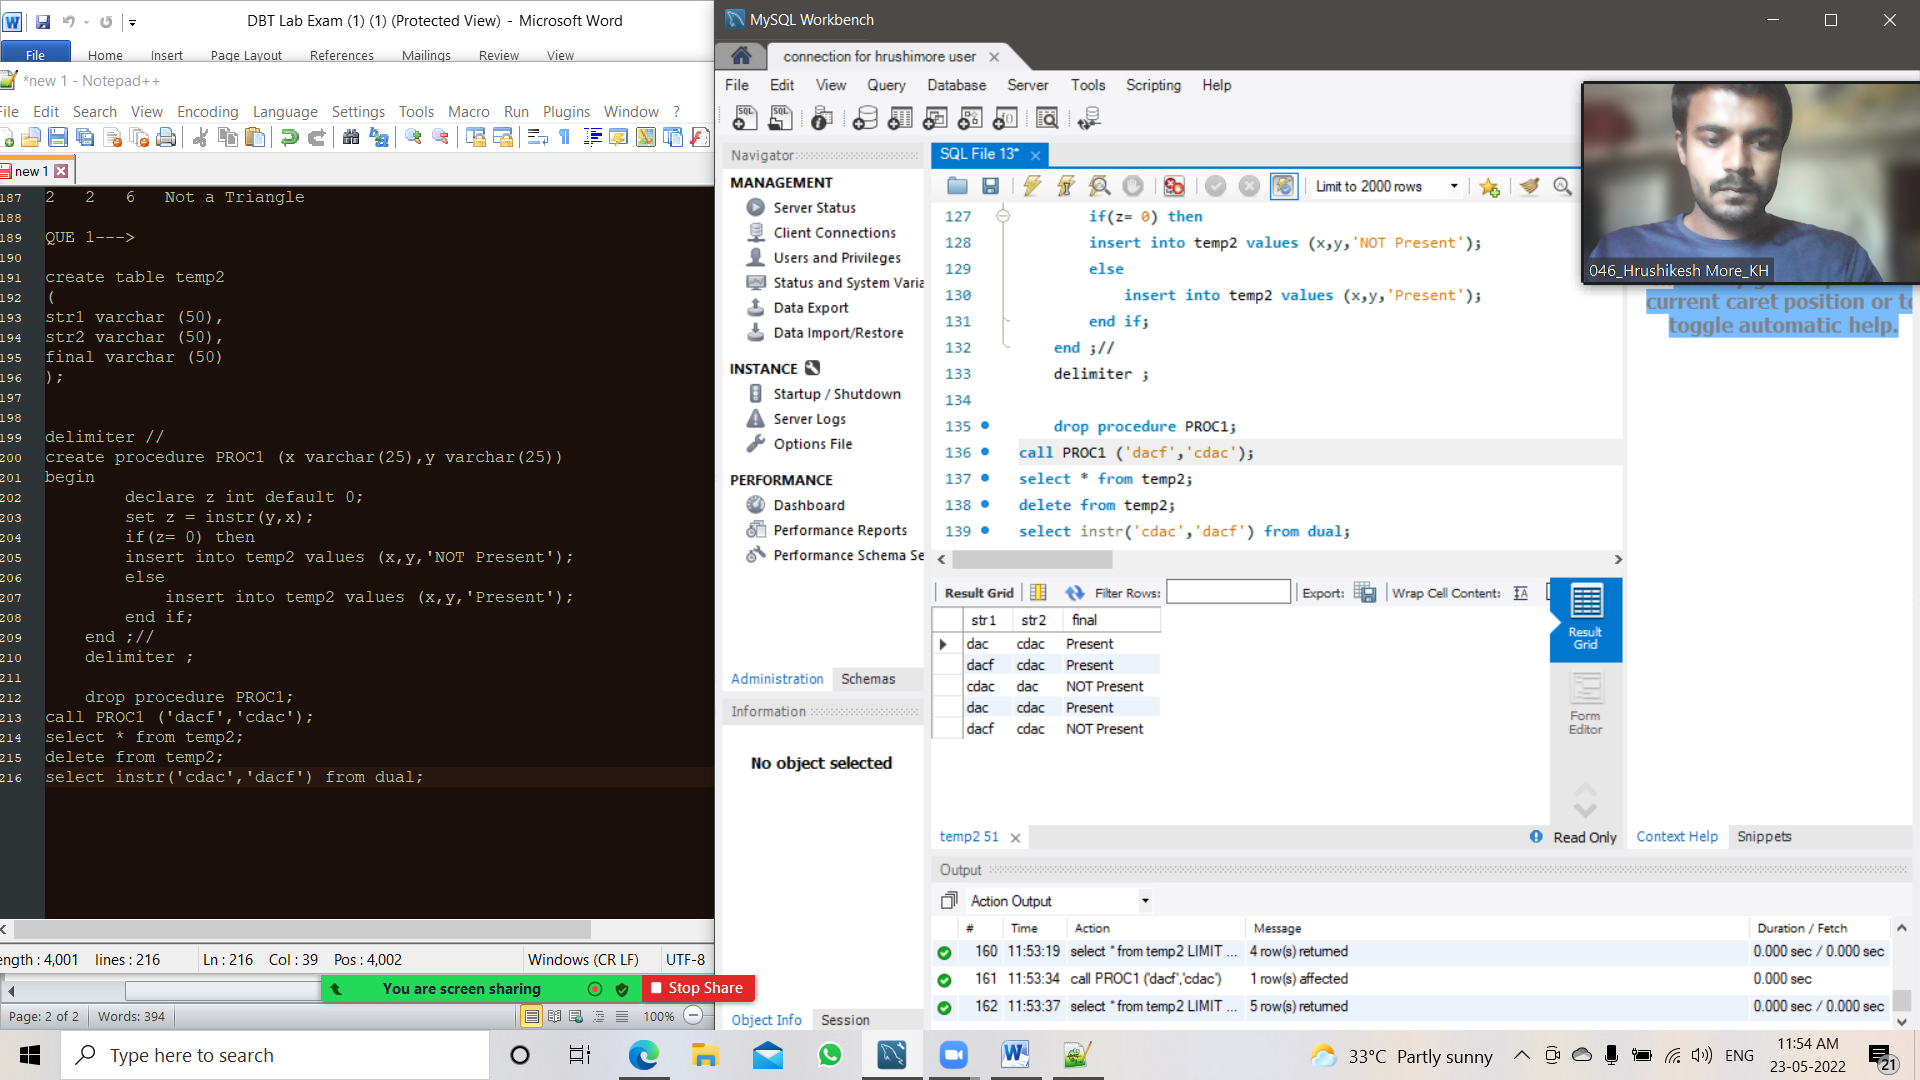 DBT Lab Exam (1) (1) (Protected View) - Microsoft Word
File Home Insert Page Layout References Mailings Review View
*new 1 - Notepad++
File Edit Search View Encoding Language Settings Tools Macro Run Plugins Window ?
new 1
187 2 2 6 Not a Triangle
188
189 QUE 1--->
190
191 create table temp2
192 (
193 str1 varchar (50),
194 str2 varchar (50),
195 final varchar (50)
196 );
197
198
199 delimiter //
200 create procedure PROC1 (x varchar(25),y varchar(25))
201 begin
202 declare z int default 0;
203 set z = instr(y,x);
204 if(z= 0) then
205 insert into temp2 values (x,y,'NOT Present');
206 else
207 insert into temp2 values (x,y,'Present');
208 end if;
209 end ;//
210 delimiter ;
211
212 drop procedure PROC1;
213 call PROC1 ('dacf','cdac');
214 select * from temp2;
215 delete from temp2;
216 select instr('cdac','dacf') from dual;
ength : 4,001 lines : 216 Ln : 216 Col : 39 Pos : 4,002 Windows (CR LF) UTF-8
You are screen sharing Stop Share
Page: 2 of 2 Words: 394 100%
MySQL Workbench
connection for hrushimore user
File Edit View Query Database Server Tools Scripting Help
Navigator
MANAGEMENT
Server Status
Client Connections
Users and Privileges
Status and System Varia
Data Export
Data Import/Restore
INSTANCE
Startup / Shutdown
Server Logs
Options File
PERFORMANCE
Dashboard
Performance Reports
Performance Schema Se
Administration Schemas
Information
No object selected
Object Info Session
SQL File 13*
Limit to 2000 rows
127 if(z= 0) then
128 insert into temp2 values (x,y,'NOT Present');
129 else
130 insert into temp2 values (x,y,'Present');
131 end if;
132 end ;//
133 delimiter ;
134
135 drop procedure PROC1;
136 call PROC1 ('dacf','cdac');
137 select * from temp2;
138 delete from temp2;
139 select instr('cdac','dacf') from dual;
Result Grid Filter Rows: Export: Wrap Cell Content:
str1 str2 final
dac cdac Present
dacf cdac Present
cdac dac NOT Present
dac cdac Present
dacf cdac NOT Present
Result
Grid
Form
Editor
temp2 51 Read Only
046_Hrushikesh More_KH
current caret position or to
toggle automatic help.
Context Help Snippets
Output
Action Output
# Time Action Message Duration / Fetch
160 11:53:19 select * from temp2 LIMIT ... 4 row(s) returned 0.000 sec / 0.000 sec
161 11:53:34 call PROC1 ('dacf','cdac') 1 row(s) affected 0.000 sec
162 11:53:37 select * from temp2 LIMIT ... 5 row(s) returned 0.000 sec / 0.000 sec
Type here to search
33°C Partly sunny ENG 11:54 AM
23-05-2022
21